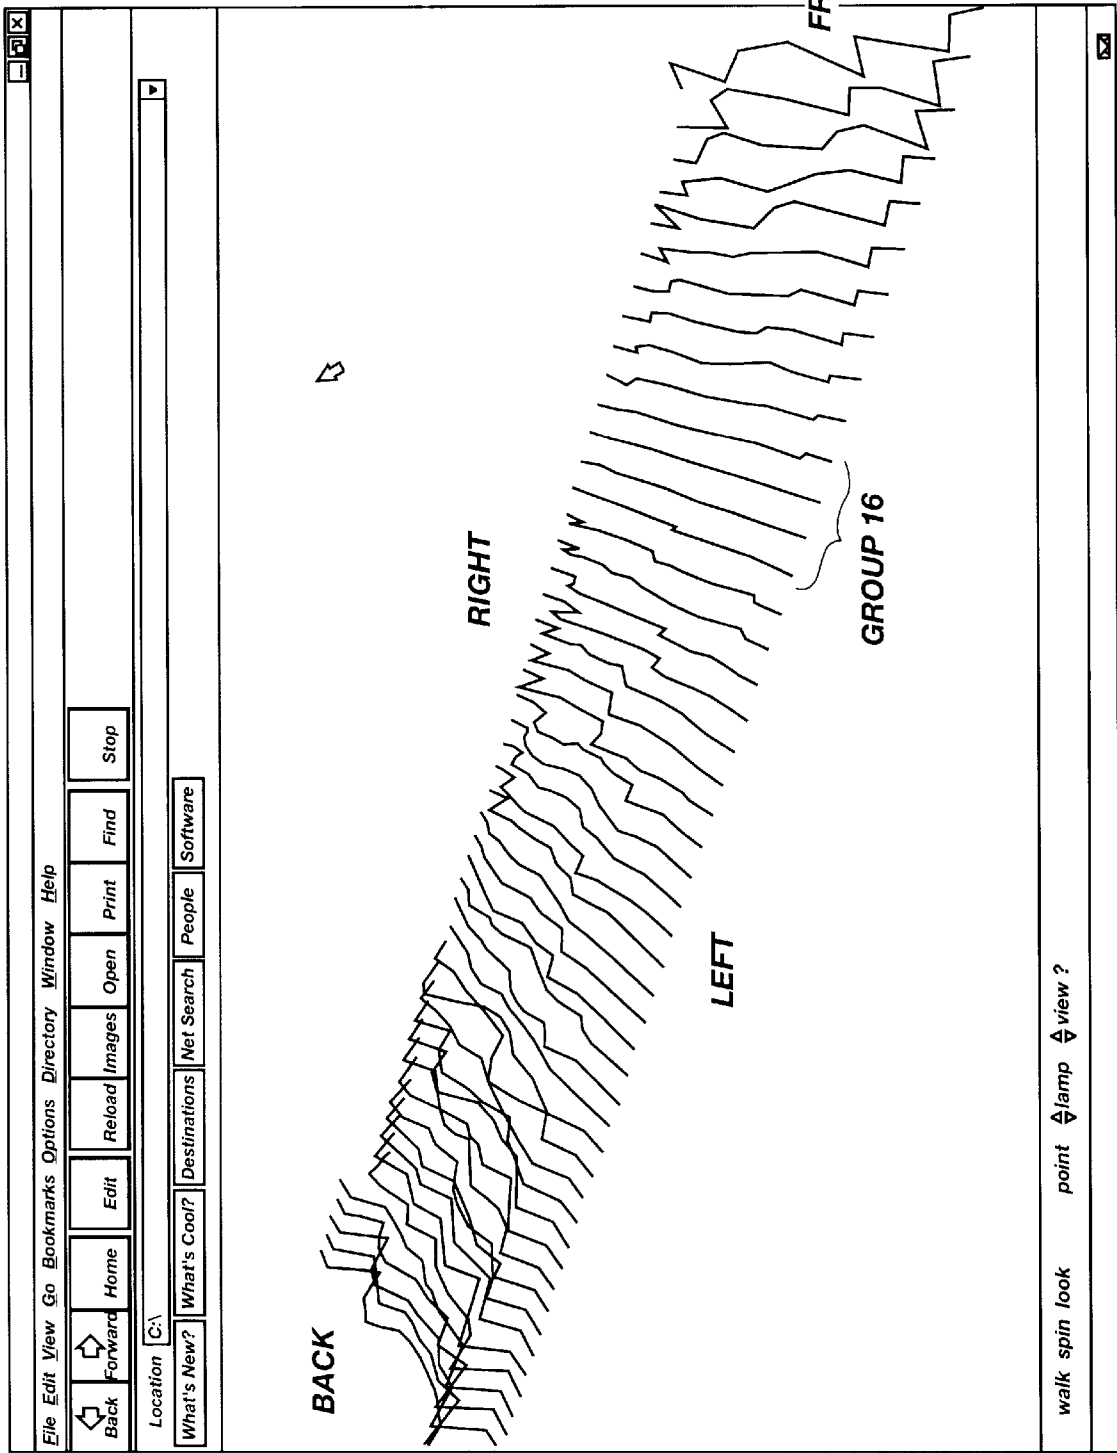 File Edit View Go Bookmarks Options Directory Window Help
Back Forward Home Edit Reload Images Open Print Find Stop
Location C:\
What's New? What's Cool? Destinations Net Search People Software
BACK
RIGHT
FR
LEFT
GROUP 16
walk spin look point lamp view ?